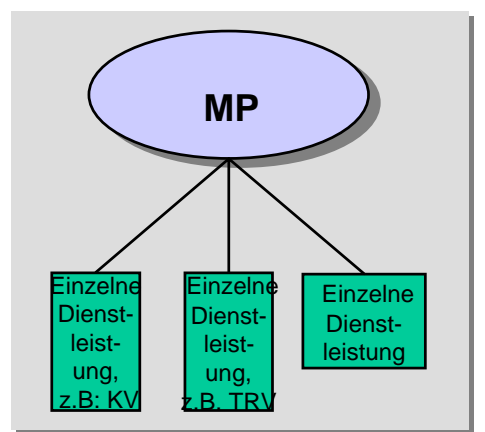 MP
Einzelne
Dienst-
leist-
ung,
z.B: KV
Einzelne
Dienst-
leist-
ung,
z.B. TRV
Einzelne
Dienst-
leistung